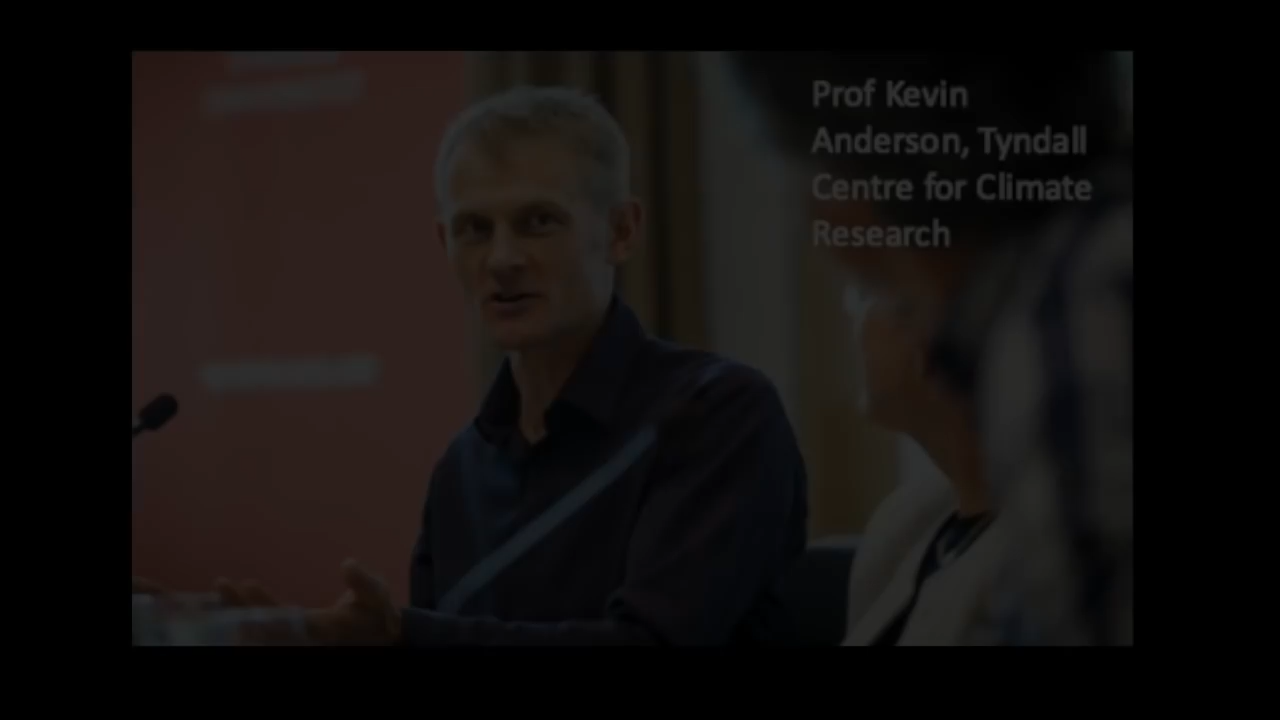 Prof Kevin
Anderson, Tyndall
Centre for Climate
Research